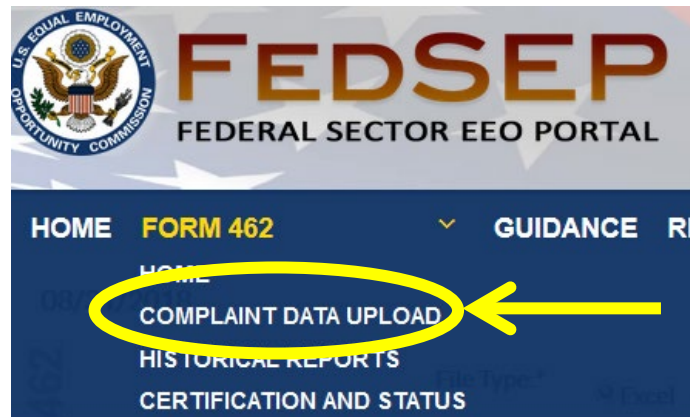 U.S. EQUAL EMPLOYMENT
OPPORTUNITY COMMISSION
FEDSEP
FEDERAL SECTOR EEO PORTAL
HOME FORM 462 GUIDANCE
HOME
COMPLAINT DATA UPLOAD
HISTORICAL REPORTS
File Type:*
Excel
CERTIFICATION AND STATUS
462